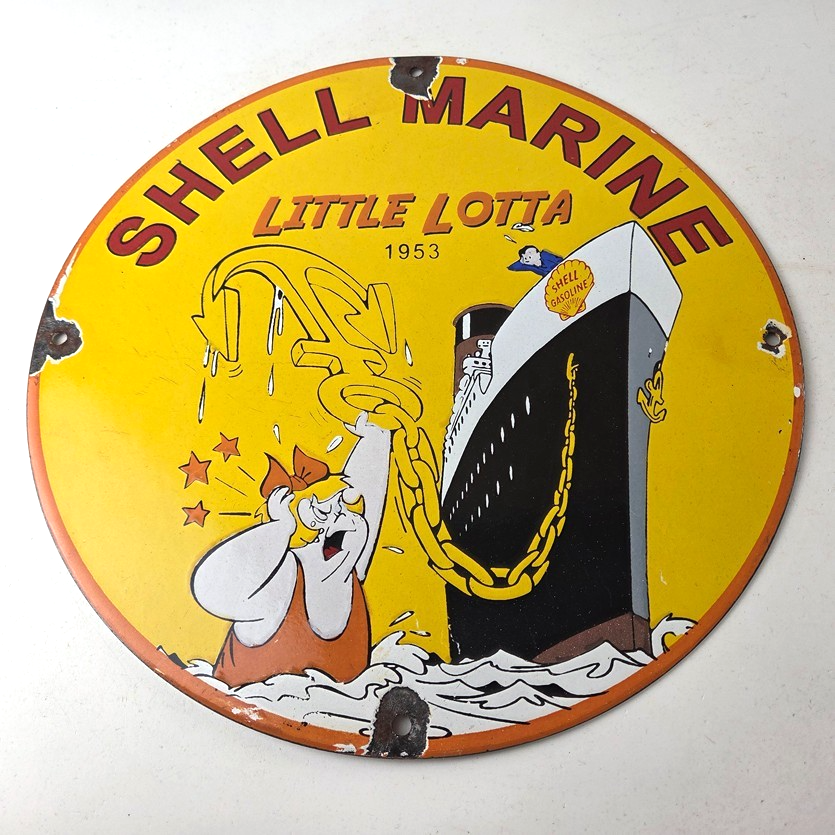 SHELL MARINE
LITTLE LOTTA
1953
SHELL
GASOLINE